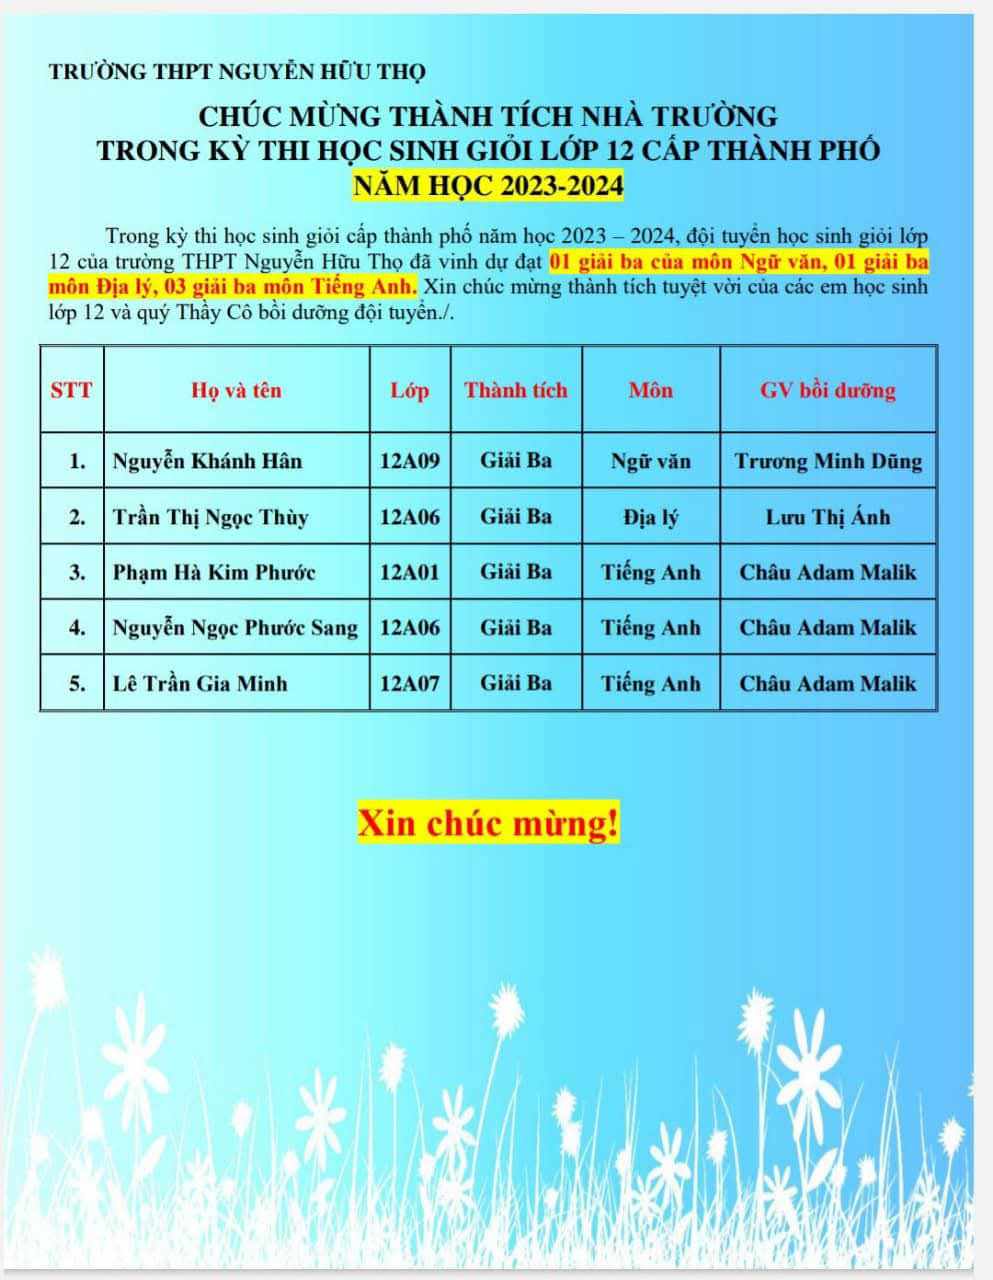 TRƯỜNG THPT NGUYỄN HỮU THỌ
CHÚC MỪNG THÀNH TÍCH NHÀ TRƯỜNG
TRONG KỲ THI HỌC SINH GIỎI LỚP 12 CẤP THÀNH PHỐ
NĂM HỌC 2023-2024
Trong kỳ thi học sinh giỏi cấp thành phố năm học 2023 – 2024, đội tuyển học sinh giỏi lớp
12 của trường THPT Nguyễn Hữu Thọ đã vinh dự đạt 01 giải ba của môn Ngữ văn, 01 giải ba
môn Địa lý, 03 giải ba môn Tiếng Anh. Xin chúc mừng thành tích tuyệt vời của các em học sinh
lớp 12 và quý Thầy Cô bồi dưỡng đội tuyển./.
STT Họ và tên Lớp Thành tích Môn GV bồi dưỡng
1. Nguyễn Khánh Hân 12A09 Giải Ba Ngữ văn Trương Minh Dũng
2. Trần Thị Ngọc Thùy 12A06 Giải Ba Địa lý Lưu Thị Ánh
3. Phạm Hà Kim Phước 12A01 Giải Ba Tiếng Anh Châu Adam Malik
4. Nguyễn Ngọc Phước Sang 12A06 Giải Ba Tiếng Anh Châu Adam Malik
5. Lê Trần Gia Minh 12A07 Giải Ba Tiếng Anh Châu Adam Malik
Xin chúc mừng!